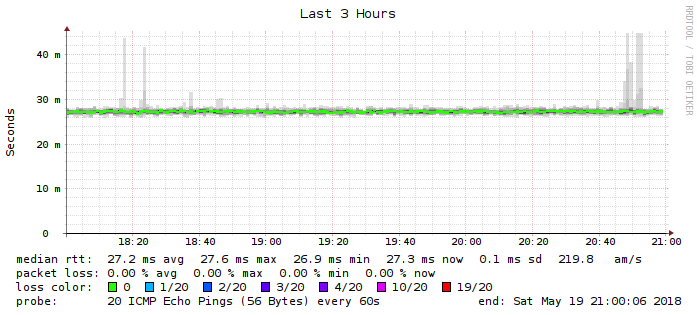 Last 3 Hours
RRDTOOL / TOBI OETIKER
Seconds
40 m
30 m
20 m
10 m
0
18:20 18:40 19:00 19:20 19:40 20:00 20:20 20:40 21:00
median rtt: 27.2 ms avg 27.6 ms max 26.9 ms min 27.3 ms now 0.1 ms sd 219.8 am/s
packet loss: 0.00 % avg 0.00 % max 0.00 % min 0.00 % now
loss color: 0 1/20 2/20 3/20 4/20 10/20 19/20
probe: 20 ICMP Echo Pings (56 Bytes) every 60s end: Sat May 19 21:00:06 2018